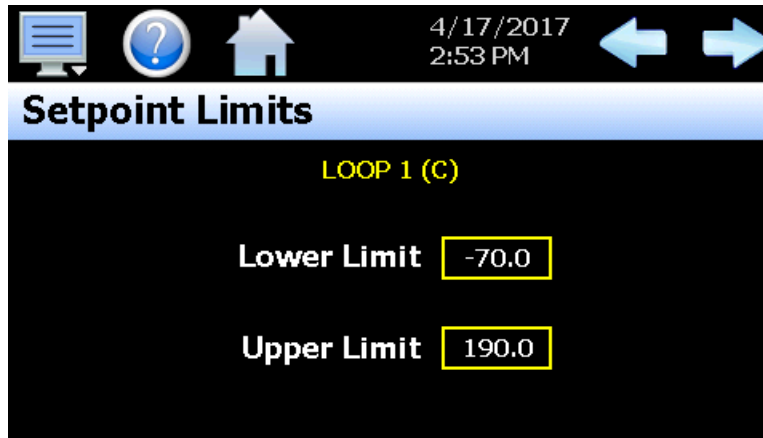 ?
4/17/2017
2:53 PM
Setpoint Limits
LOOP 1 (C)
Lower Limit -70.0
Upper Limit 190.0